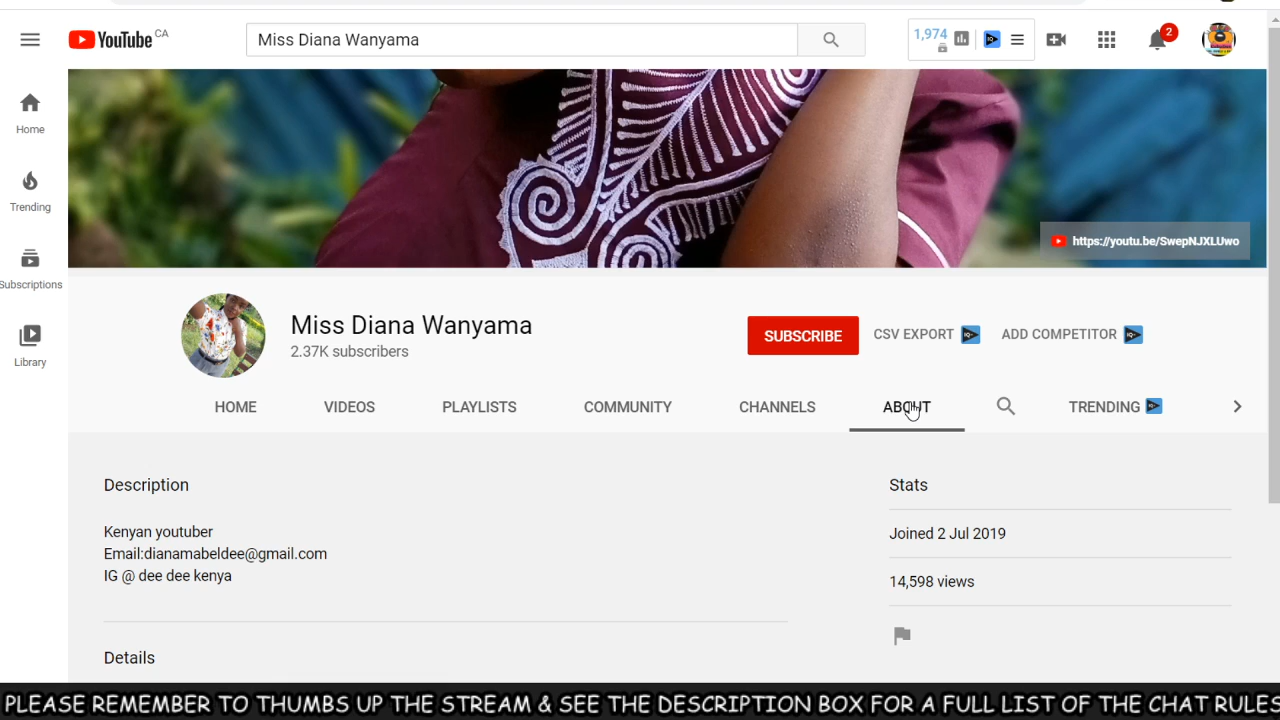 YouTube CA
Miss Diana Wanyama
1,974
2
Home
Trending
Subscriptions
Library
https://youtu.be/SwepNJXLUwo
Miss Diana Wanyama
2.37K subscribers
SUBSCRIBE
CSV EXPORT
ADD COMPETITOR
HOME
VIDEOS
PLAYLISTS
COMMUNITY
CHANNELS
ABOUT
TRENDING
Description
Kenyan youtuber
Email:dianamabeldee@gmail.com
IG @ dee dee kenya
Details
Stats
Joined 2 Jul 2019
14,598 views
PLEASE REMEMBER TO THUMBS UP THE STREAM & SEE THE DESCRIPTION BOX FOR A FULL LIST OF THE CHAT RULES